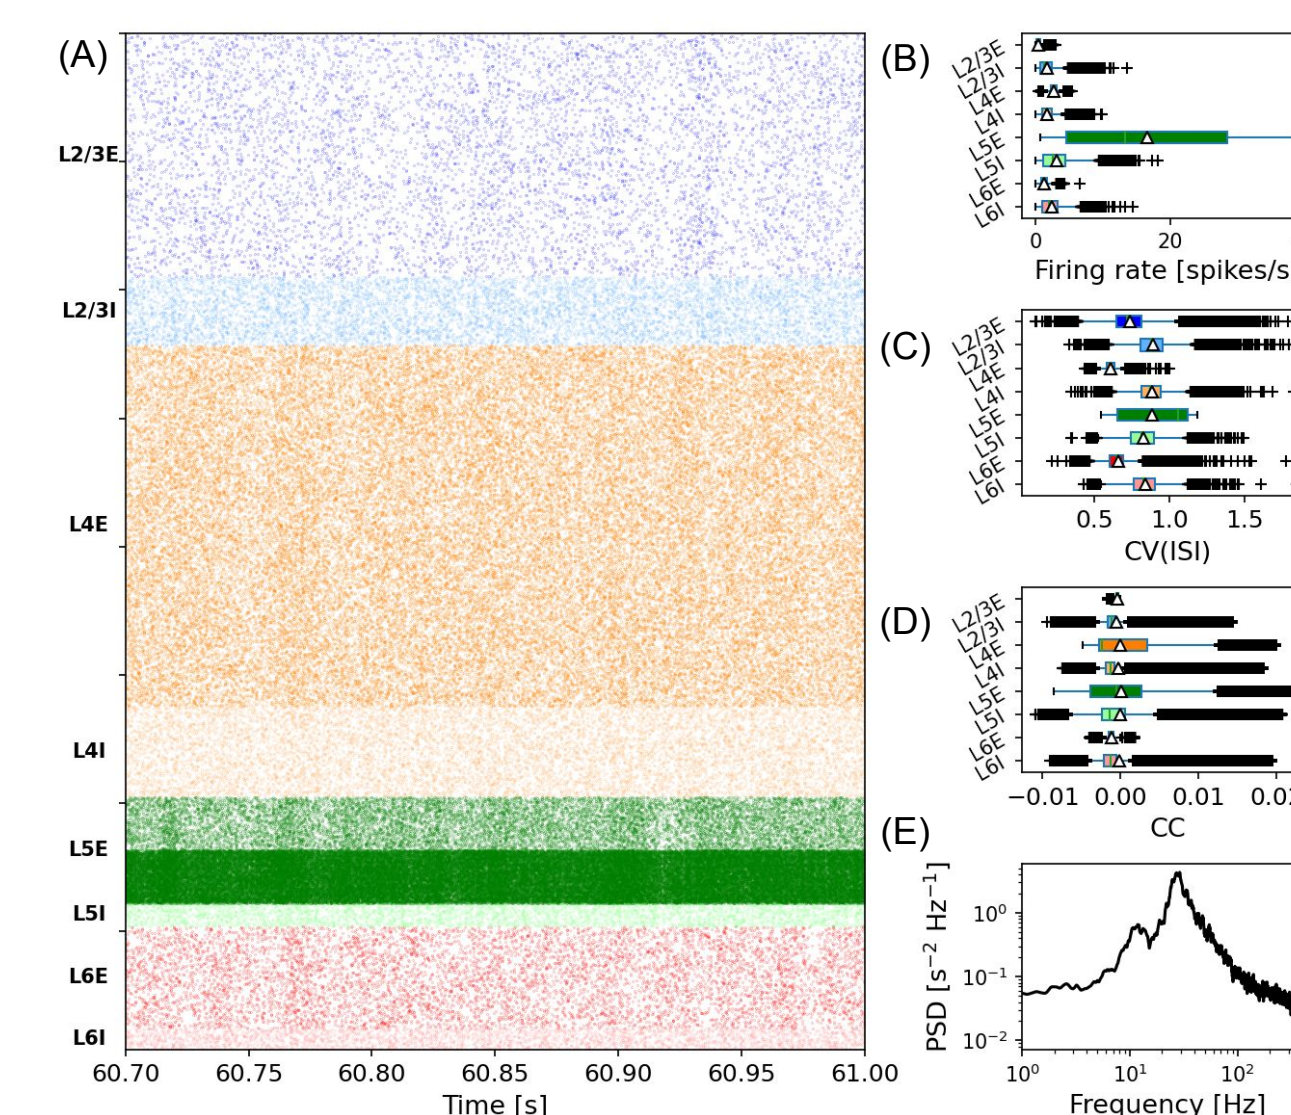 (A)
L2/3E
L2/3I
L4E
L4I
L5E
L5I
L6E
L6I
60.70 60.75 60.80 60.85 60.90 60.95 61.00
Time [s]
(B)
L2/3E
L2/3I
L4E
L4I
L5E
L5I
L6E
L6I
0 20
Firing rate [spikes/s
(C)
L2/3E
L2/3I
L4E
L4I
L5E
L5I
L6E
L6I
0.5 1.0 1.5
CV(ISI)
(D)
L2/3E
L2/3I
L4E
L4I
L5E
L5I
L6E
L6I
−0.01 0.00 0.01 0.02
CC
(E)
PSD [s⁻² Hz⁻¹]
10⁰
10⁻¹
10⁻²
10⁰ 10¹ 10²
Frequency [Hz]